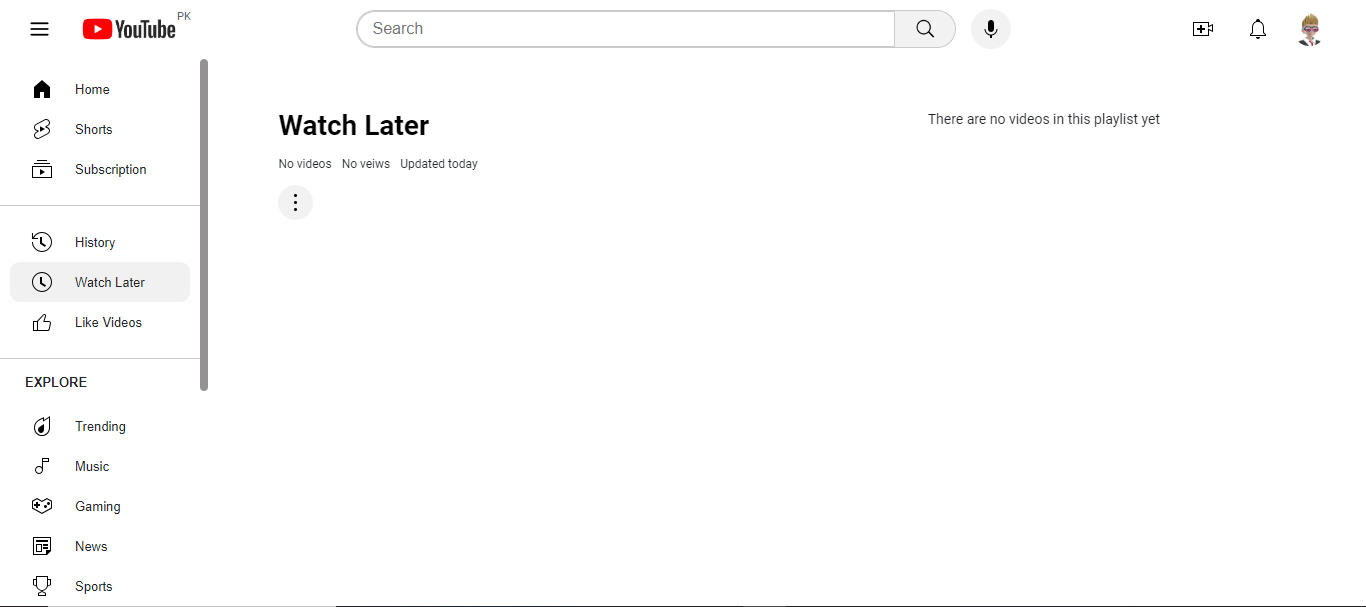 YouTube PK
Search
Home
Shorts
Subscription
History
Watch Later
Like Videos
EXPLORE
Trending
Music
Gaming
News
Sports
Watch Later
No videos No veiws Updated today
There are no videos in this playlist yet